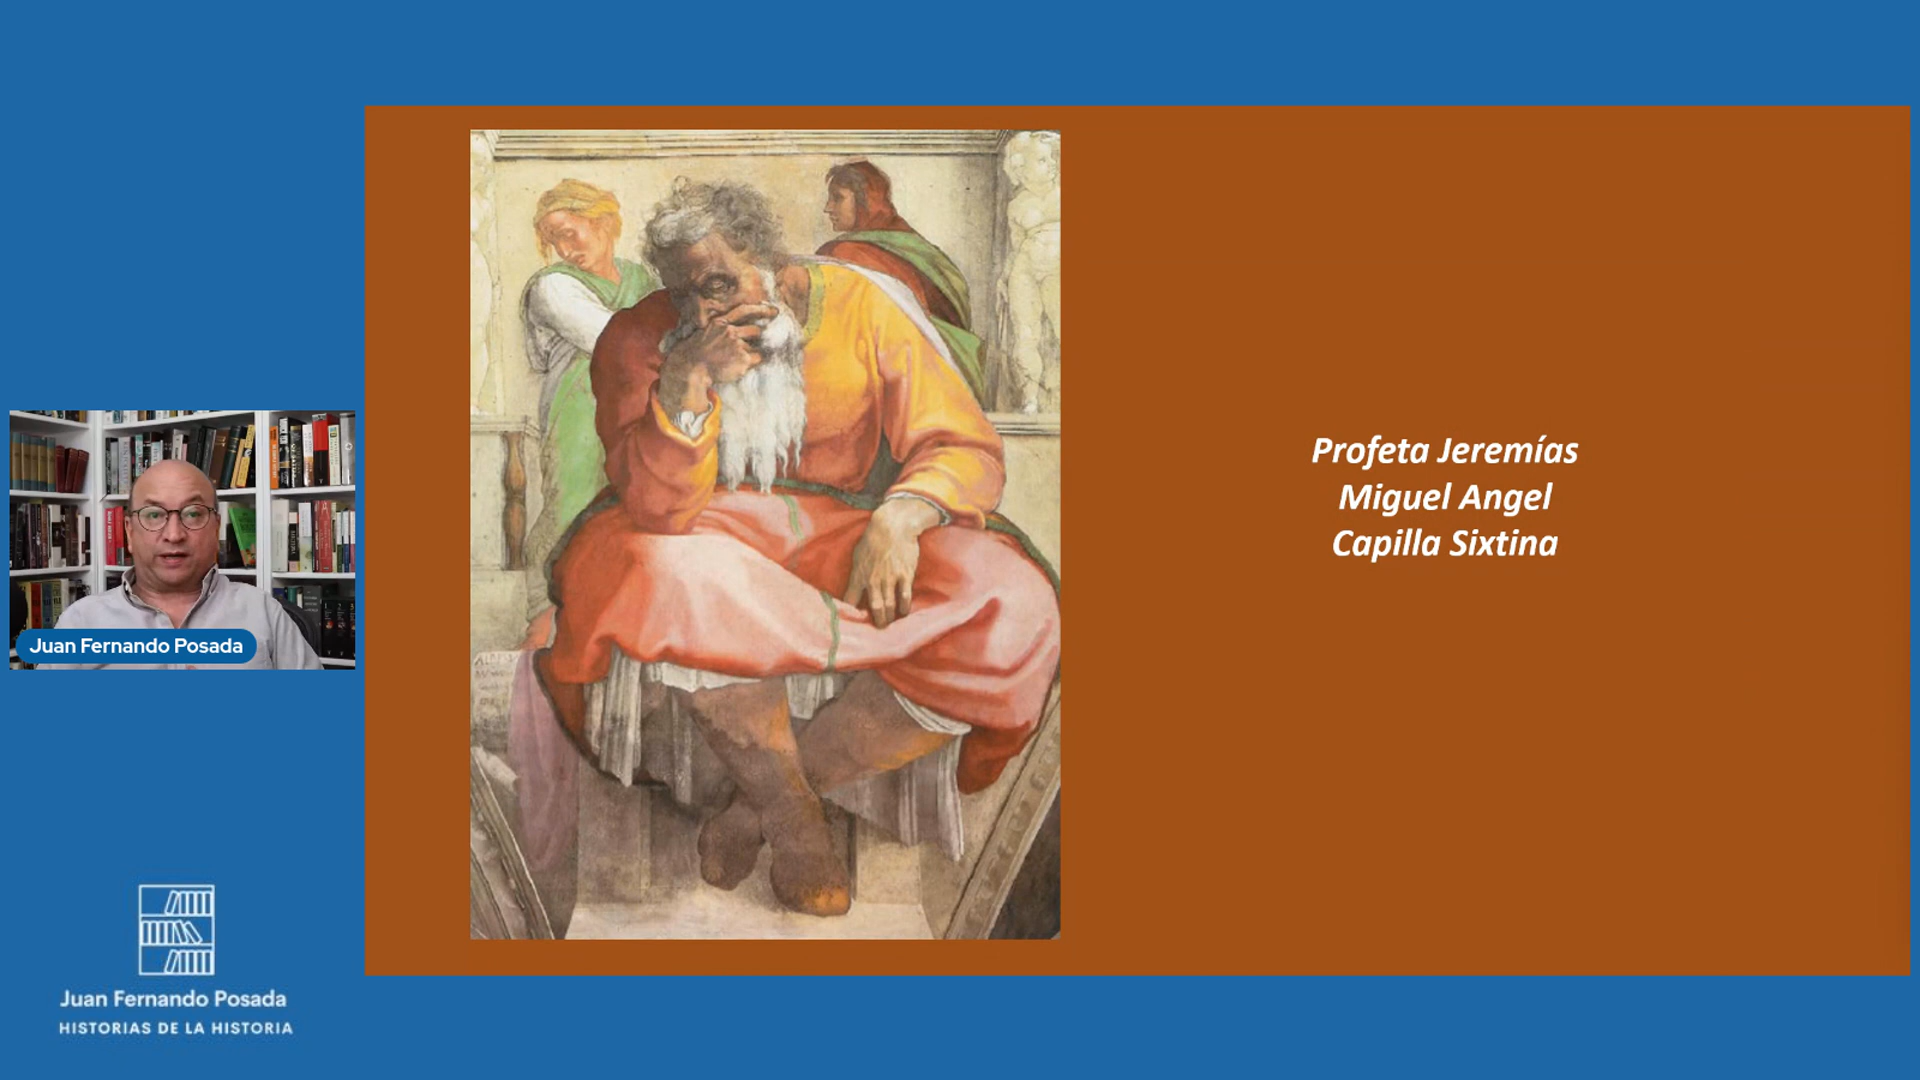 Profeta Jeremías
Miguel Angel
Capilla Sixtina
Juan Fernando Posada
Juan Fernando Posada
HISTORIAS DE LA HISTORIA